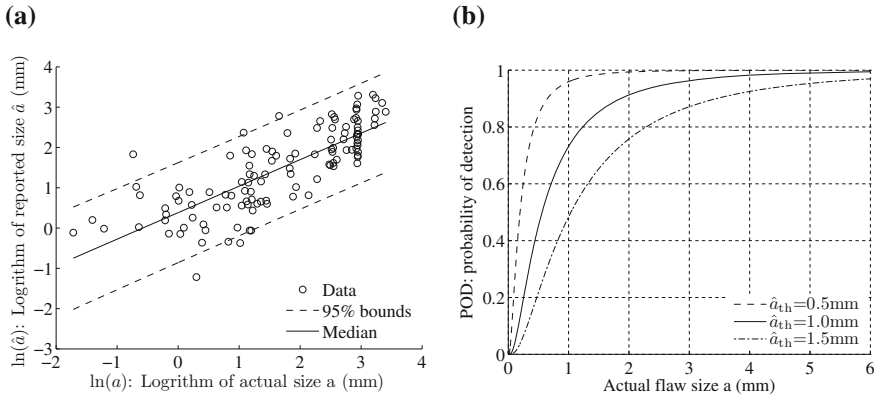 (a)
ln(â): Logrithm of reported size â (mm)
4
3
2
1
0
−1
−2
−3
Data
95% bounds
Median
−2 −1 0 1 2 3 4
ln(a): Logrithm of actual size a (mm)
(b)
POD: probability of detection
1
0.8
0.6
0.4
0.2
0
âth=0.5mm
âth=1.0mm
âth=1.5mm
0 1 2 3 4 5 6
Actual flaw size a (mm)